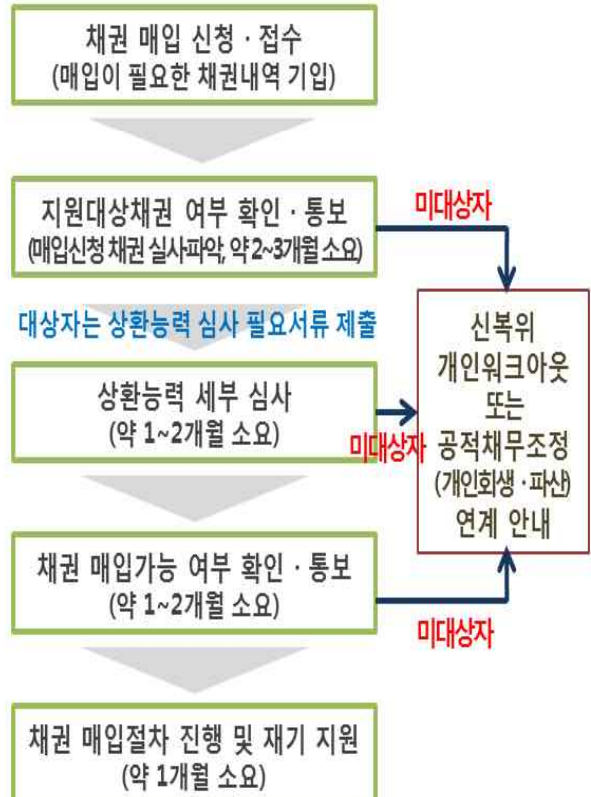 채권 매입 신청 · 접수
(매입이 필요한 채권내역 기입)
지원대상채권 여부 확인 · 통보
(매입신청 채권 실사파악, 약 2~3개월 소요)
미대상자
대상자는 상환능력 심사 필요서류 제출
상환능력 세부 심사
(약 1~2개월 소요)
미대상자
신복위
개인워크아웃
또는
공적채무조정
(개인회생 · 파산)
연계 안내
채권 매입가능 여부 확인 · 통보
(약 1~2개월 소요)
미대상자
채권 매입절차 진행 및 재기 지원
(약 1개월 소요)